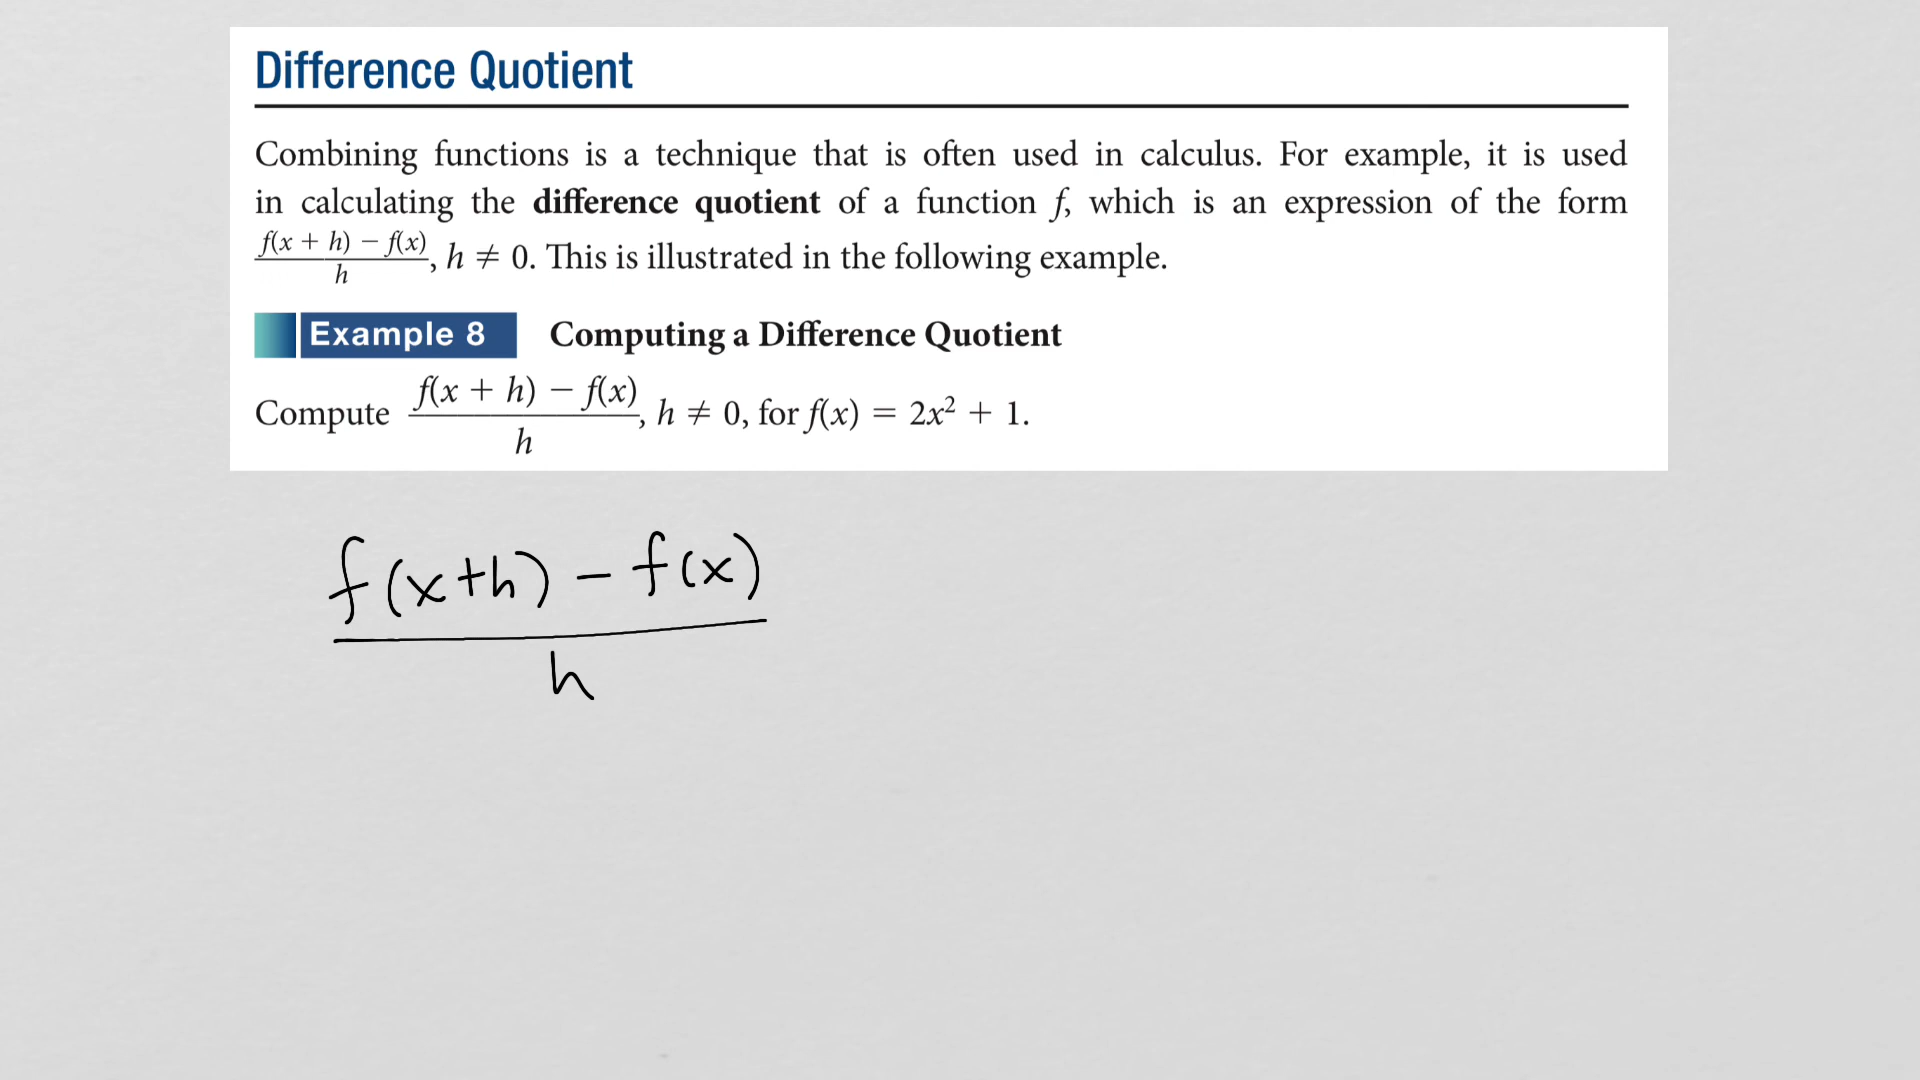 Difference Quotient
Combining functions is a technique that is often used in calculus. For example, it is used
in calculating the difference quotient of a function f, which is an expression of the form
f(x + h) − f(x)
h
, h ≠ 0. This is illustrated in the following example.
Example 8 Computing a Difference Quotient
Compute f(x + h) − f(x)
h
, h ≠ 0, for f(x) = 2x² + 1.
f(x+h) − f(x)
h